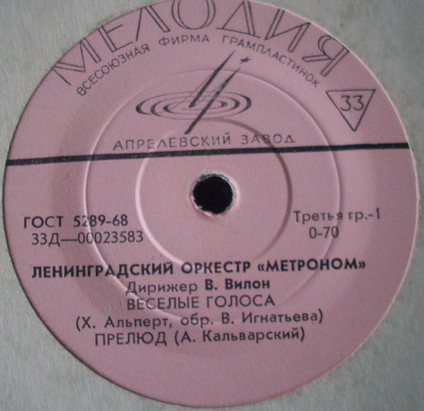 МЕЛОДИЯ
ВСЕСОЮЗНАЯ ФИРМА ГРАМПЛАСТИНОК
33
АПРЕЛЕВСКИЙ ЗАВОД
ГОСТ 5289-68
Третья гр.-1
33Д—00023583
0-70
ЛЕНИНГРАДСКИЙ ОРКЕСТР «МЕТРОНОМ»
Дирижер В. Вилон
ВЕСЕЛЫЕ ГОЛОСА
(Х. Альперт, обр. В. Игнатьева)
ПРЕЛЮД (А. Кальварский)